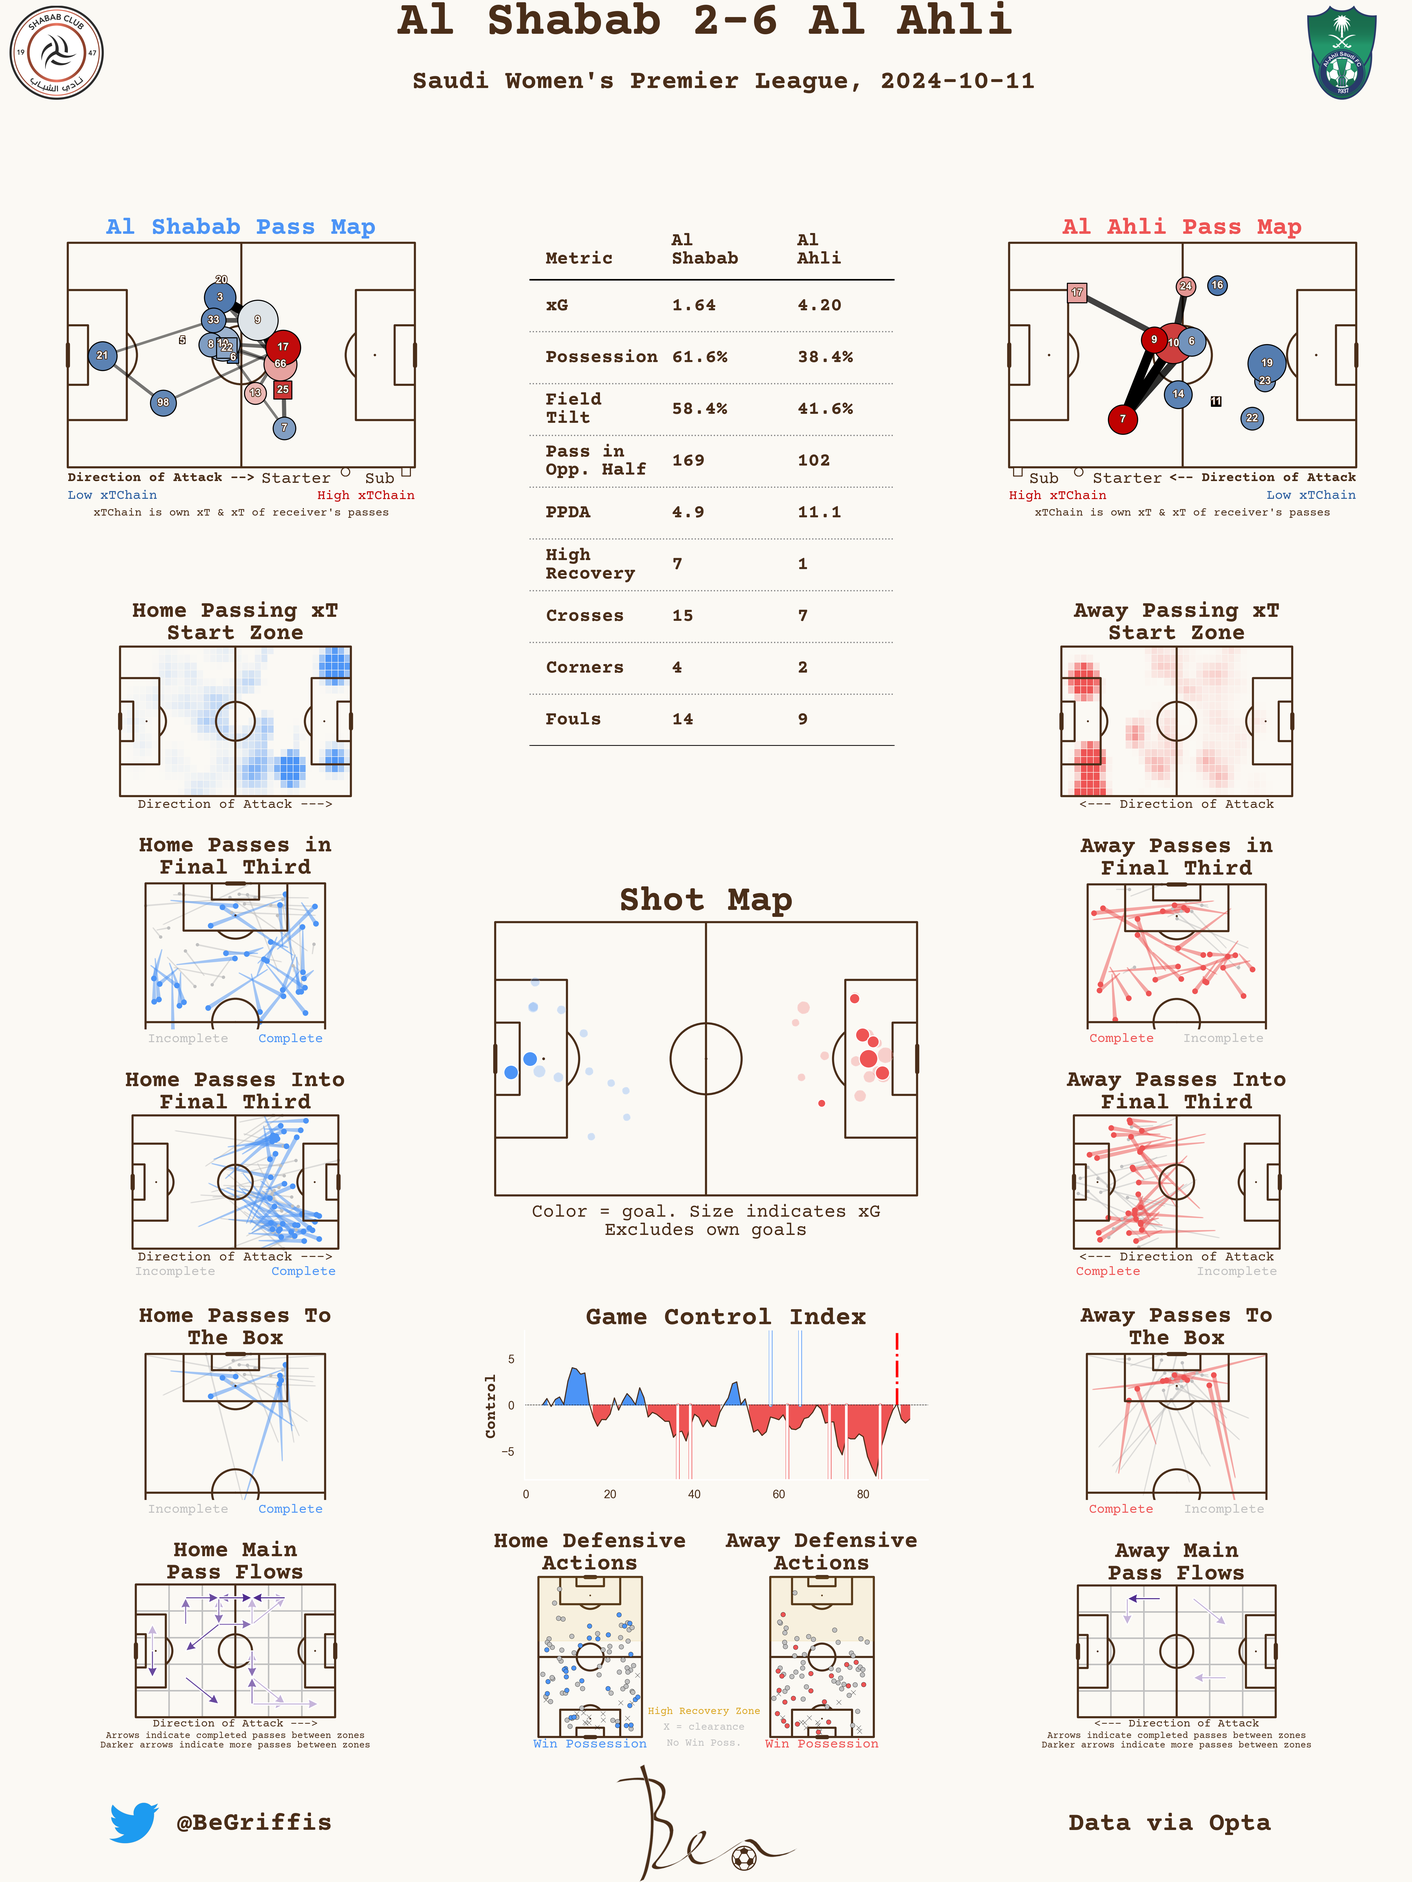 Al Shabab 2-6 Al Ahli
Saudi Women's Premier League, 2024-10-11
SHABAB CLUB
19 47
نادي الشباب
Al-Ahli Saudi FC
1937
Al Shabab Pass Map
20
3
33
9
5
8
22
6
17
66
21
98
13
25
7
Direction of Attack --> Starter Sub
Low xTChain High xTChain
xTChain is own xT & xT of receiver's passes
Metric Al Shabab Al Ahli
xG 1.64 4.20
Possession 61.6% 38.4%
Field Tilt 58.4% 41.6%
Pass in Opp. Half 169 102
PPDA 4.9 11.1
High Recovery 7 1
Crosses 15 7
Corners 4 2
Fouls 14 9
Al Ahli Pass Map
17
24
16
9
10
6
19
23
14
11
7
22
Sub Starter <-- Direction of Attack
High xTChain Low xTChain
xTChain is own xT & xT of receiver's passes
Home Passing xT
Start Zone
Direction of Attack --->
Away Passing xT
Start Zone
<--- Direction of Attack
Home Passes in
Final Third
Incomplete Complete
Away Passes in
Final Third
Complete Incomplete
Shot Map
Color = goal. Size indicates xG
Excludes own goals
Home Passes Into
Final Third
Direction of Attack --->
Incomplete Complete
Away Passes Into
Final Third
<--- Direction of Attack
Complete Incomplete
Home Passes To
The Box
Incomplete Complete
Game Control Index
Control
5
0
−5
0 20 40 60 80
Away Passes To
The Box
Complete Incomplete
Home Main
Pass Flows
Direction of Attack --->
Arrows indicate completed passes between zones
Darker arrows indicate more passes between zones
Home Defensive
Actions
Win Possession
High Recovery Zone
X = clearance
No Win Poss.
Away Defensive
Actions
Win Possession
Away Main
Pass Flows
<--- Direction of Attack
Arrows indicate completed passes between zones
Darker arrows indicate more passes between zones
@BeGriffis
Ben
Data via Opta